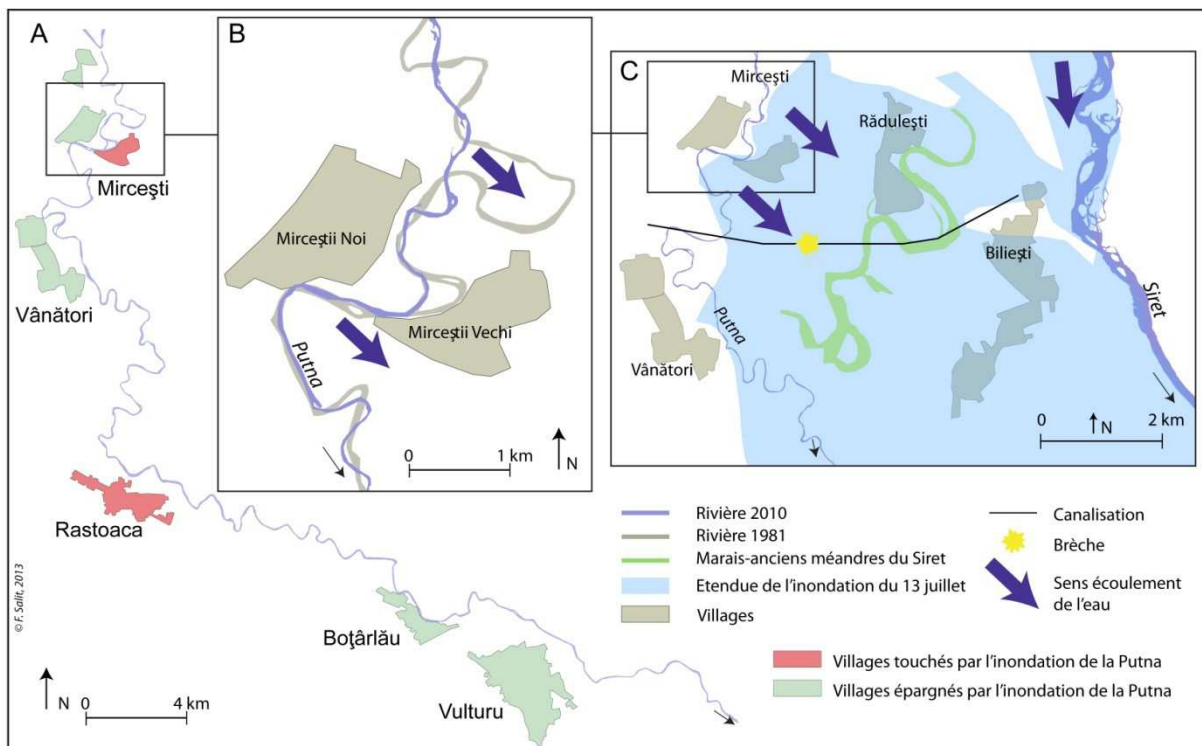 A
Mirceşti
Vânători
Rastoaca
Boţârlău
Vulturu
N
0 4 km
© F. Salit, 2013
B
Mirceştii Noi
Mirceştii Vechi
Putna
0 1 km
N
C
Mirceşti
Răduleşti
Bilieşti
Siret
Putna
Vânători
0 2 km
N
Rivière 2010
Rivière 1981
Marais-anciens méandres du Siret
Etendue de l'inondation du 13 juillet
Villages
Canalisation
Brèche
Sens écoulement
de l'eau
Villages touchés par l'inondation de la Putna
Villages épargnés par l'inondation de la Putna